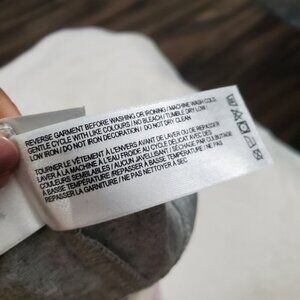 REVERSE GARMENT BEFORE WASHING OR IRONING / MACHINE WASH COLD,
GENTLE CYCLE WITH LIKE COLOURS / NO BLEACH / TUMBLE DRY LOW /
LOW IRON / DO NOT IRON DECORATION / DO NOT DRY CLEAN
TOURNER LE VÊTEMENT À L'ENVERS AVANT DE LAVER OU DE REPASSER
/ LAVER À LA MACHINE À L'EAU FROIDE AU CYCLE DÉLICAT AVEC DES
COULEURS SEMBLABLES / AUCUN JAVELLISANT / SÉCHAGE PAR CULBUTAGE
À BASSE TEMPÉRATURE / REPASSER À BASSE TEMPÉRATURE / NE PAS
REPASSER LA GARNITURE / NE PAS NETTOYER À SEC